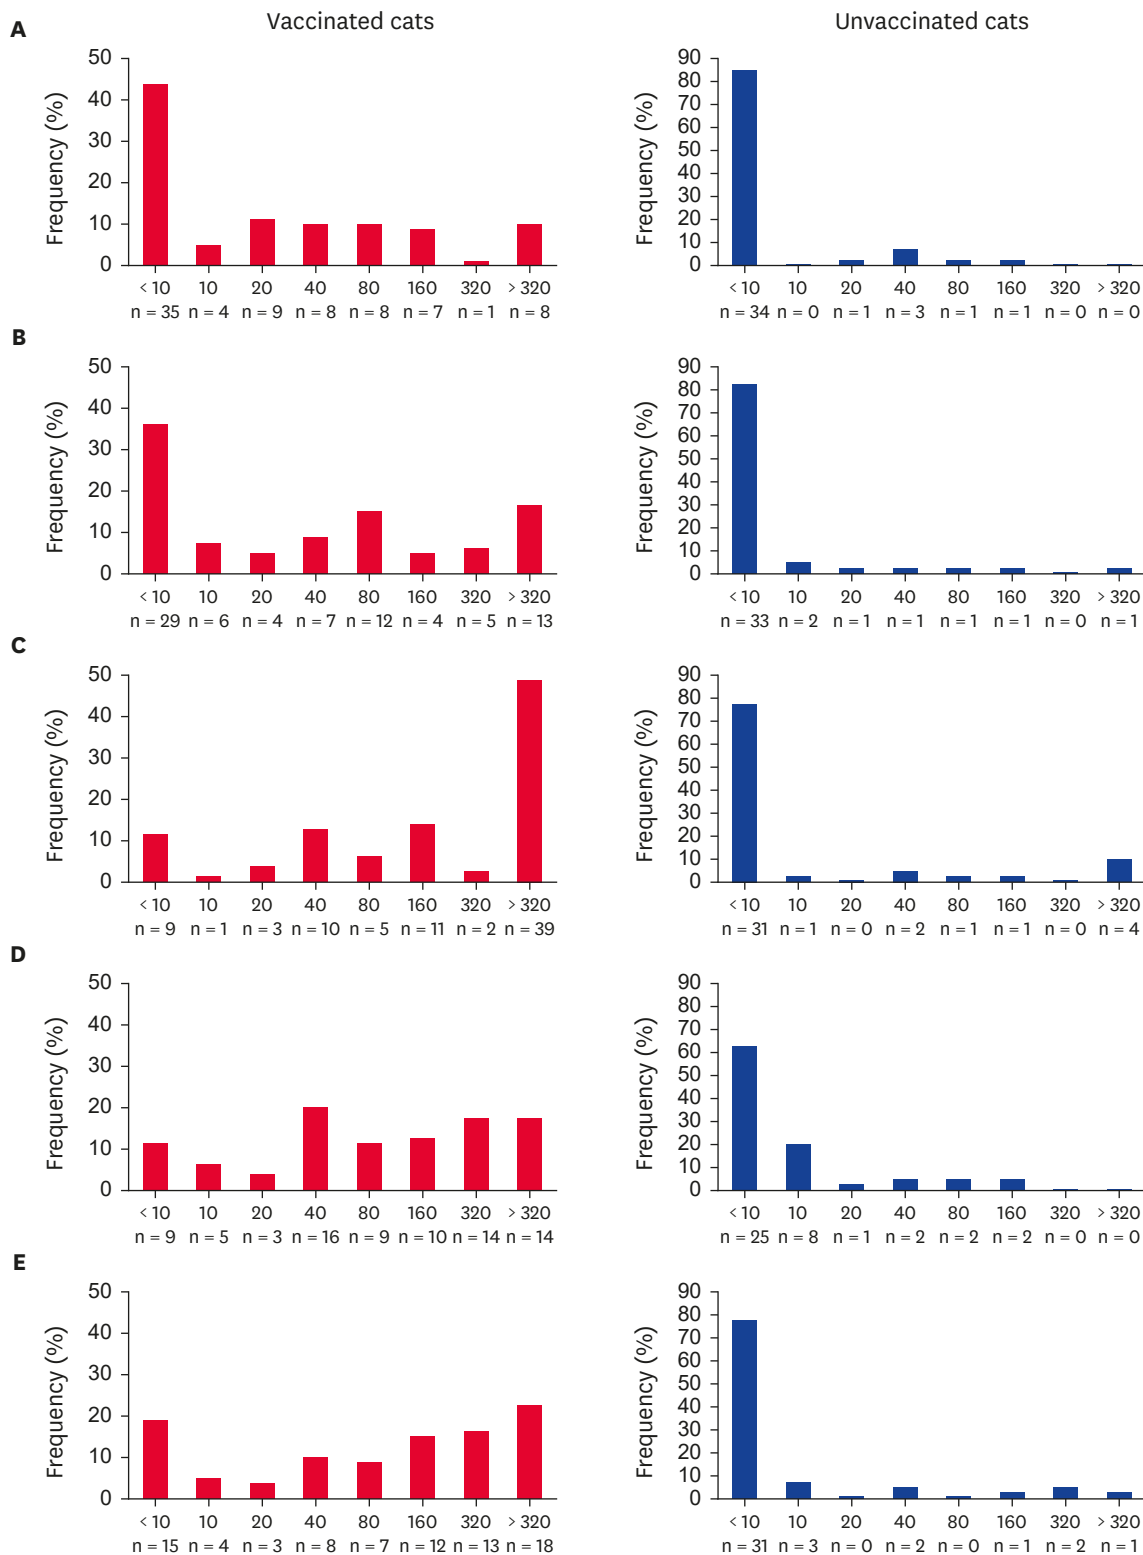 Vaccinated cats Unvaccinated cats
A
Frequency (%) Frequency (%)
50 90
40 80
30 70
20 60
10 50
0 40
30
20
10
0
< 10 10 20 40 80 160 320 > 320 < 10 10 20 40 80 160 320 > 320
n = 35 n = 4 n = 9 n = 8 n = 8 n = 7 n = 1 n = 8 n = 34 n = 0 n = 1 n = 3 n = 1 n = 1 n = 0 n = 0
B
Frequency (%) Frequency (%)
50 90
40 80
30 70
20 60
10 50
0 40
30
20
10
0
< 10 10 20 40 80 160 320 > 320 < 10 10 20 40 80 160 320 > 320
n = 29 n = 6 n = 4 n = 7 n = 12 n = 4 n = 5 n = 13 n = 33 n = 2 n = 1 n = 1 n = 1 n = 1 n = 0 n = 1
C
Frequency (%) Frequency (%)
50 90
40 80
30 70
20 60
10 50
0 40
30
20
10
0
< 10 10 20 40 80 160 320 > 320 < 10 10 20 40 80 160 320 > 320
n = 9 n = 1 n = 3 n = 10 n = 5 n = 11 n = 2 n = 39 n = 31 n = 1 n = 0 n = 2 n = 1 n = 1 n = 0 n = 4
D
Frequency (%) Frequency (%)
50 90
40 80
30 70
20 60
10 50
0 40
30
20
10
0
< 10 10 20 40 80 160 320 > 320 < 10 10 20 40 80 160 320 > 320
n = 9 n = 5 n = 3 n = 16 n = 9 n = 10 n = 14 n = 14 n = 25 n = 8 n = 1 n = 2 n = 2 n = 2 n = 0 n = 0
E
Frequency (%) Frequency (%)
50 90
40 80
30 70
20 60
10 50
0 40
30
20
10
0
< 10 10 20 40 80 160 320 > 320 < 10 10 20 40 80 160 320 > 320
n = 15 n = 4 n = 3 n = 8 n = 7 n = 12 n = 13 n = 18 n = 31 n = 3 n = 0 n = 2 n = 0 n = 1 n = 2 n = 1